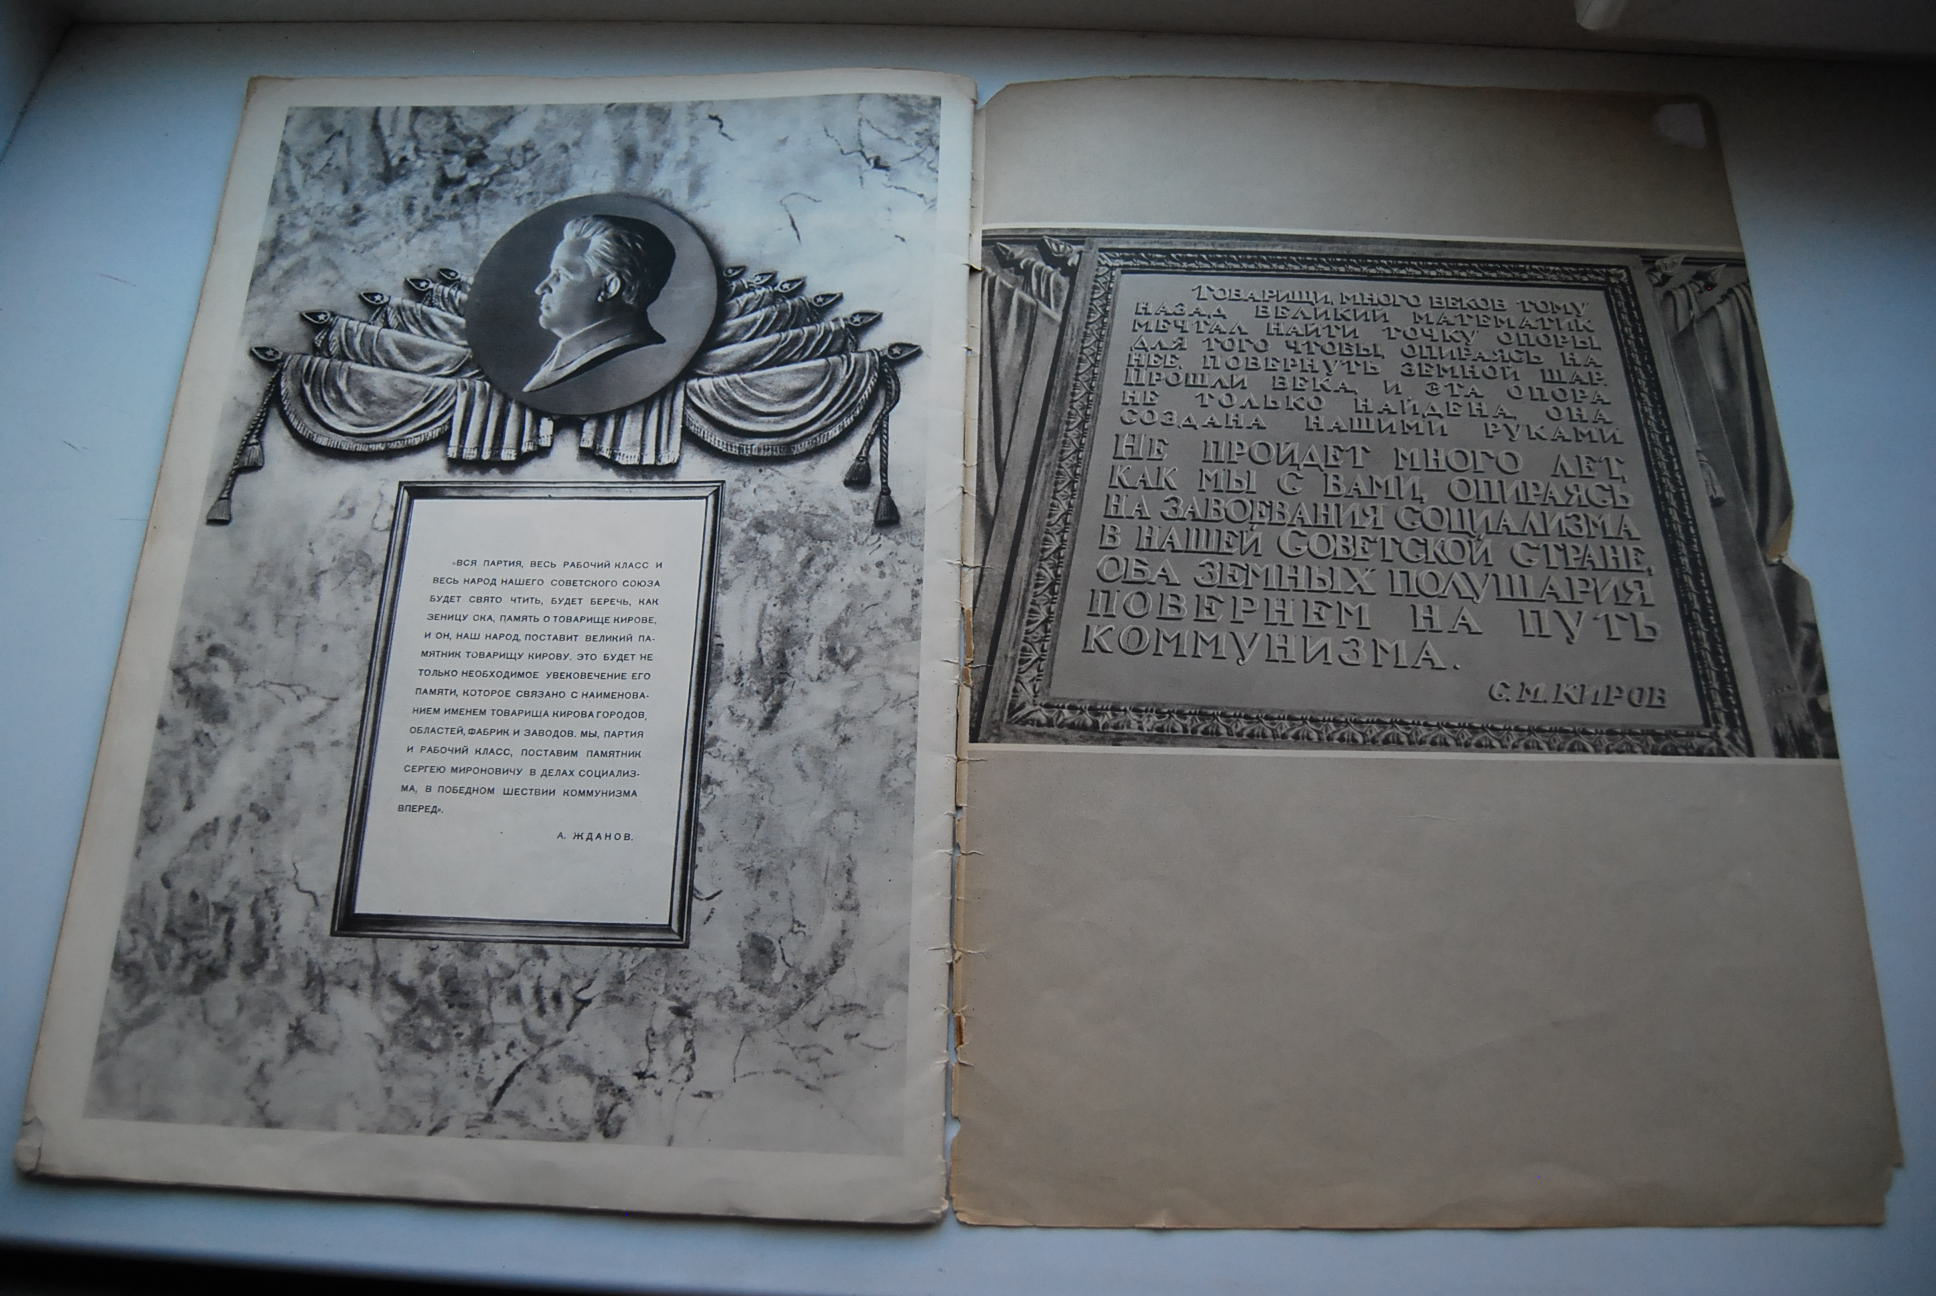 «ВСЯ ПАРТИЯ, ВЕСЬ РАБОЧИЙ КЛАСС И
ВЕСЬ НАРОД НАШЕГО СОВЕТСКОГО СОЮЗА
БУДЕТ СВЯТО ЧТИТЬ, БУДЕТ БЕРЕЧЬ, КАК
ЗЕНИЦУ ОКА, ПАМЯТЬ О ТОВАРИЩЕ КИРОВЕ,
И ОН, НАШ НАРОД, ПОСТАВИТ ВЕЛИКИЙ ПА-
МЯТНИК ТОВАРИЩУ КИРОВУ. ЭТО БУДЕТ НЕ
ТОЛЬКО НЕОБХОДИМОЕ УВЕКОВЕЧЕНИЕ ЕГО
ПАМЯТИ, КОТОРОЕ СВЯЗАНО С НАИМЕНОВА-
НИЕМ ИМЕНЕМ ТОВАРИЩА КИРОВА ГОРОДОВ,
ОБЛАСТЕЙ, ФАБРИК И ЗАВОДОВ. МЫ, ПАРТИЯ
И РАБОЧИЙ КЛАСС, ПОСТАВИМ ПАМЯТНИК
СЕРГЕЮ МИРОНОВИЧУ В ДЕЛАХ СОЦИАЛИЗ-
МА, В ПОБЕДНОМ ШЕСТВИИ КОММУНИЗМА
ВПЕРЕД».
А. ЖДАНОВ.
ТОВАРИЩИ, МНОГО ВЕКОВ ТОМУ
НАЗАД ВЕЛИКИЙ МАТЕМАТИК
МЕЧТАЛ НАЙТИ ТОЧКУ ОПОРЫ,
ДЛЯ ТОГО ЧТОБЫ, ОПИРАЯСЬ НА
НЕЕ, ПОВЕРНУТЬ ЗЕМНОЙ ШАР.
ПРОШЛИ ВЕКА, И ЭТА ОПОРА
НЕ ТОЛЬКО НАЙДЕНА, ОНА
СОЗДАНА НАШИМИ РУКАМИ
НЕ ПРОЙДЕТ МНОГО ЛЕТ,
КАК МЫ С ВАМИ, ОПИРАЯСЬ
НА ЗАВОЕВАНИЯ СОЦИАЛИЗМА
В НАШЕЙ СОВЕТСКОЙ СТРАНЕ,
ОБА ЗЕМНЫХ ПОЛУШАРИЯ
ПОВЕРНЕМ НА ПУТЬ
КОММУНИЗМА.
С. М. КИРОВ